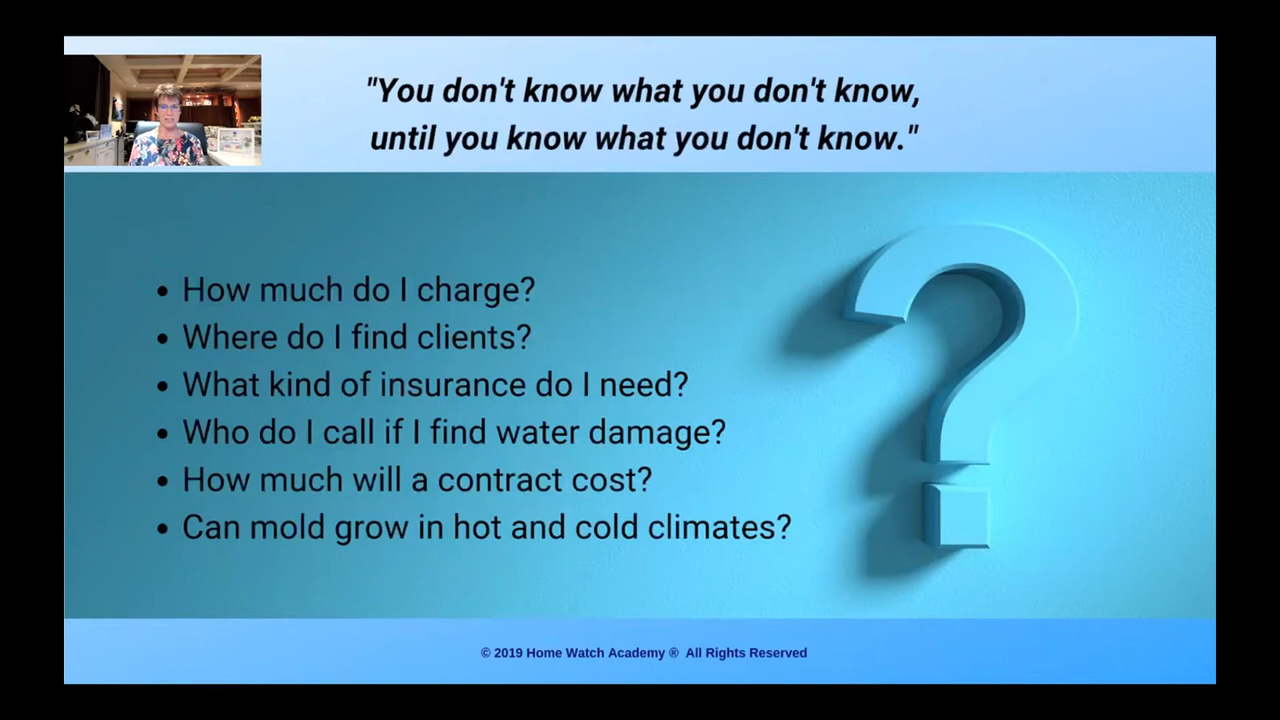 "You don't know what you don't know,
until you know what you don't know."
• How much do I charge?
• Where do I find clients?
• What kind of insurance do I need?
• Who do I call if I find water damage?
• How much will a contract cost?
• Can mold grow in hot and cold climates?
© 2019 Home Watch Academy ® All Rights Reserved